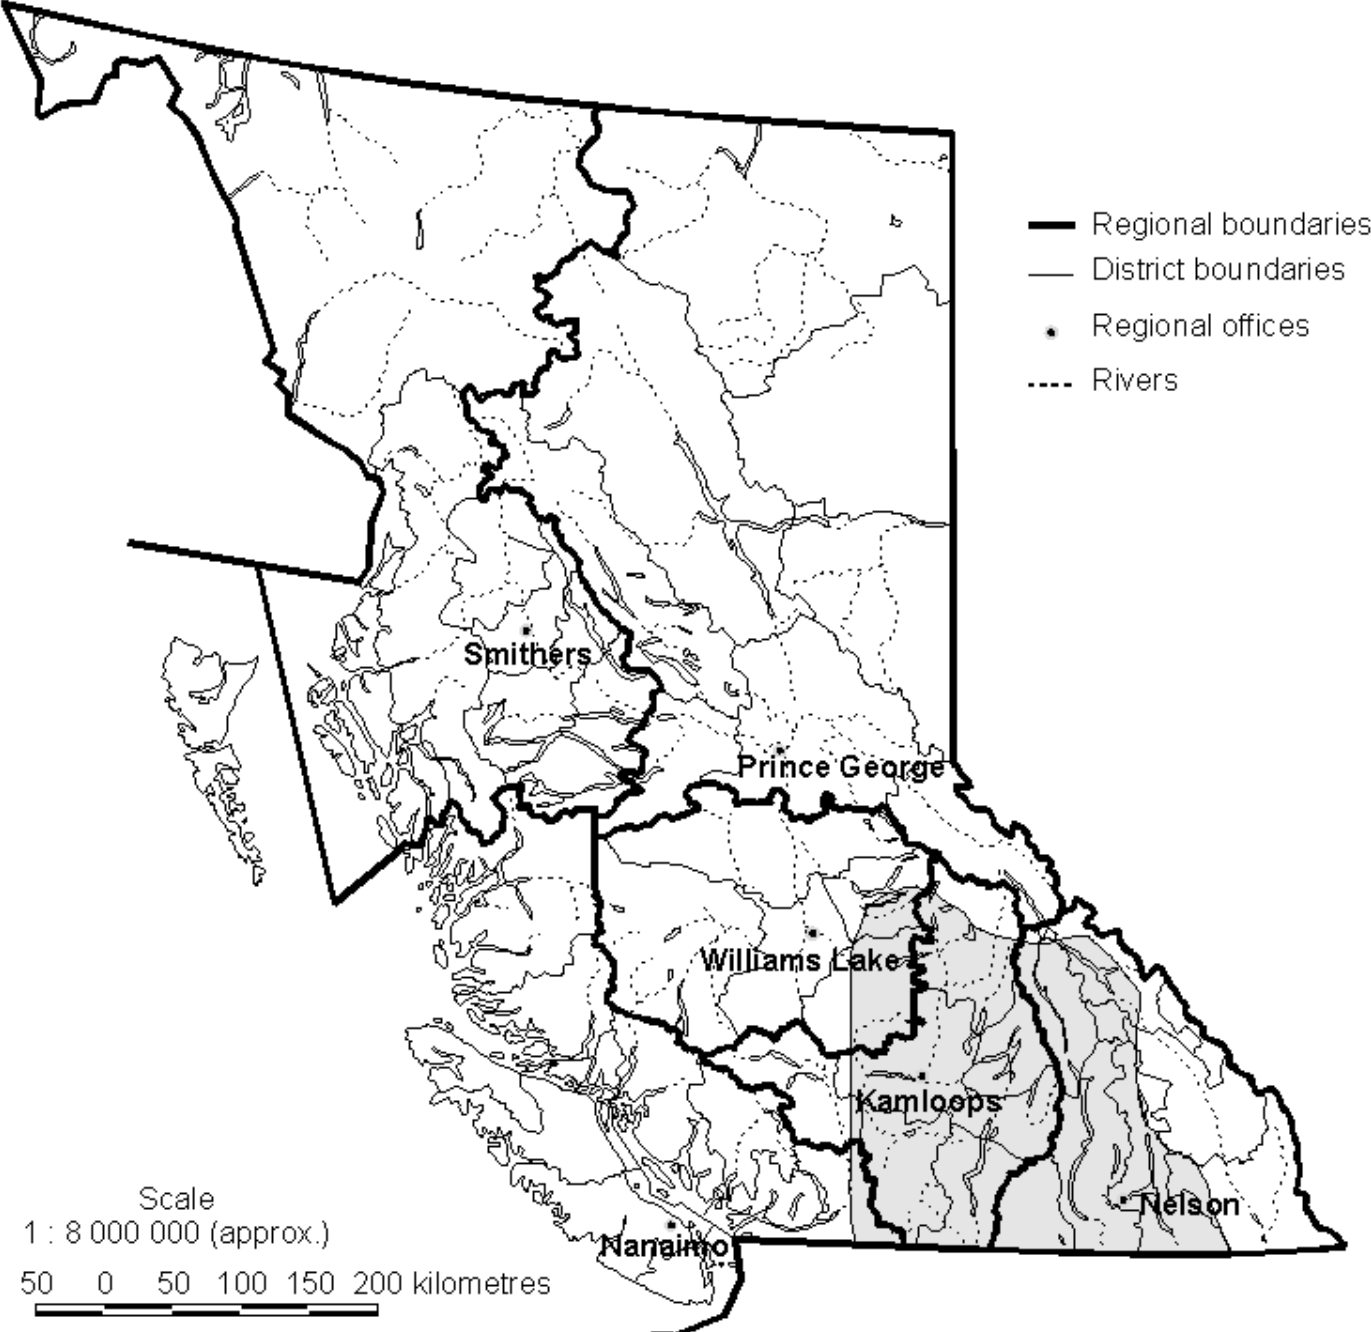 Regional boundaries
District boundaries
Regional offices
Rivers
Smithers
Prince George
Williams Lake
Kamloops
Nelson
Nanaimo
Scale
1 : 8 000 000 (approx.)
50 0 50 100 150 200 kilometres